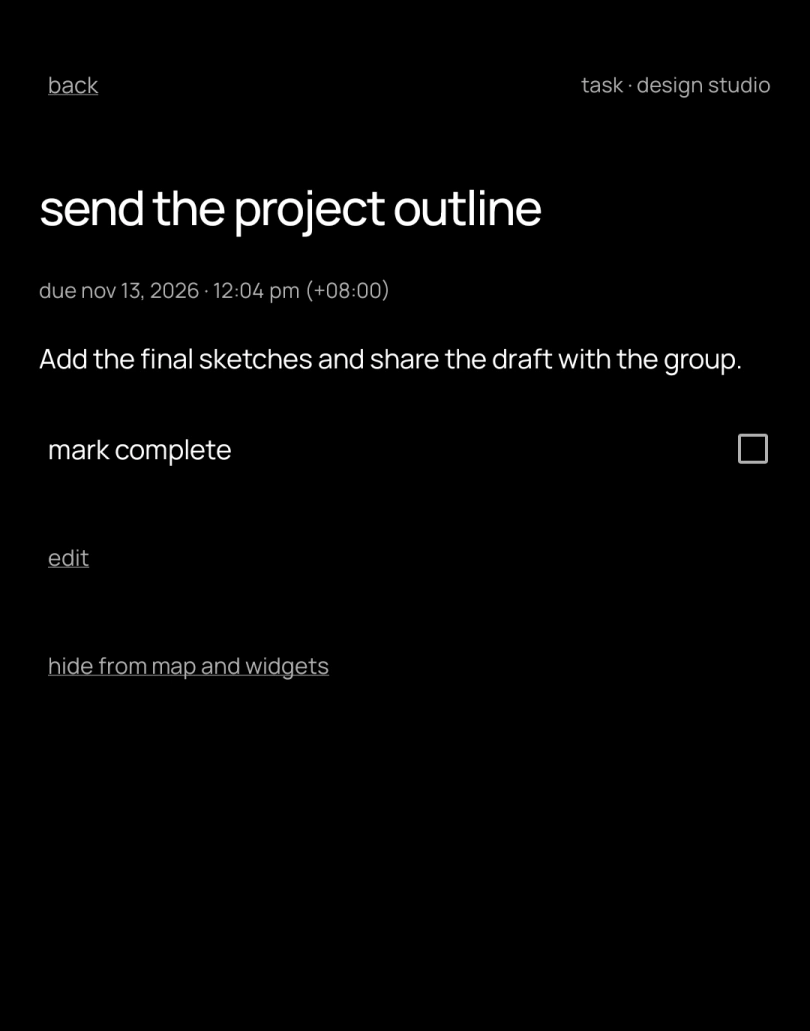 back
task · design studio
send the project outline
due nov 13, 2026 · 12:04 pm (+08:00)
Add the final sketches and share the draft with the group.
mark complete
edit
hide from map and widgets